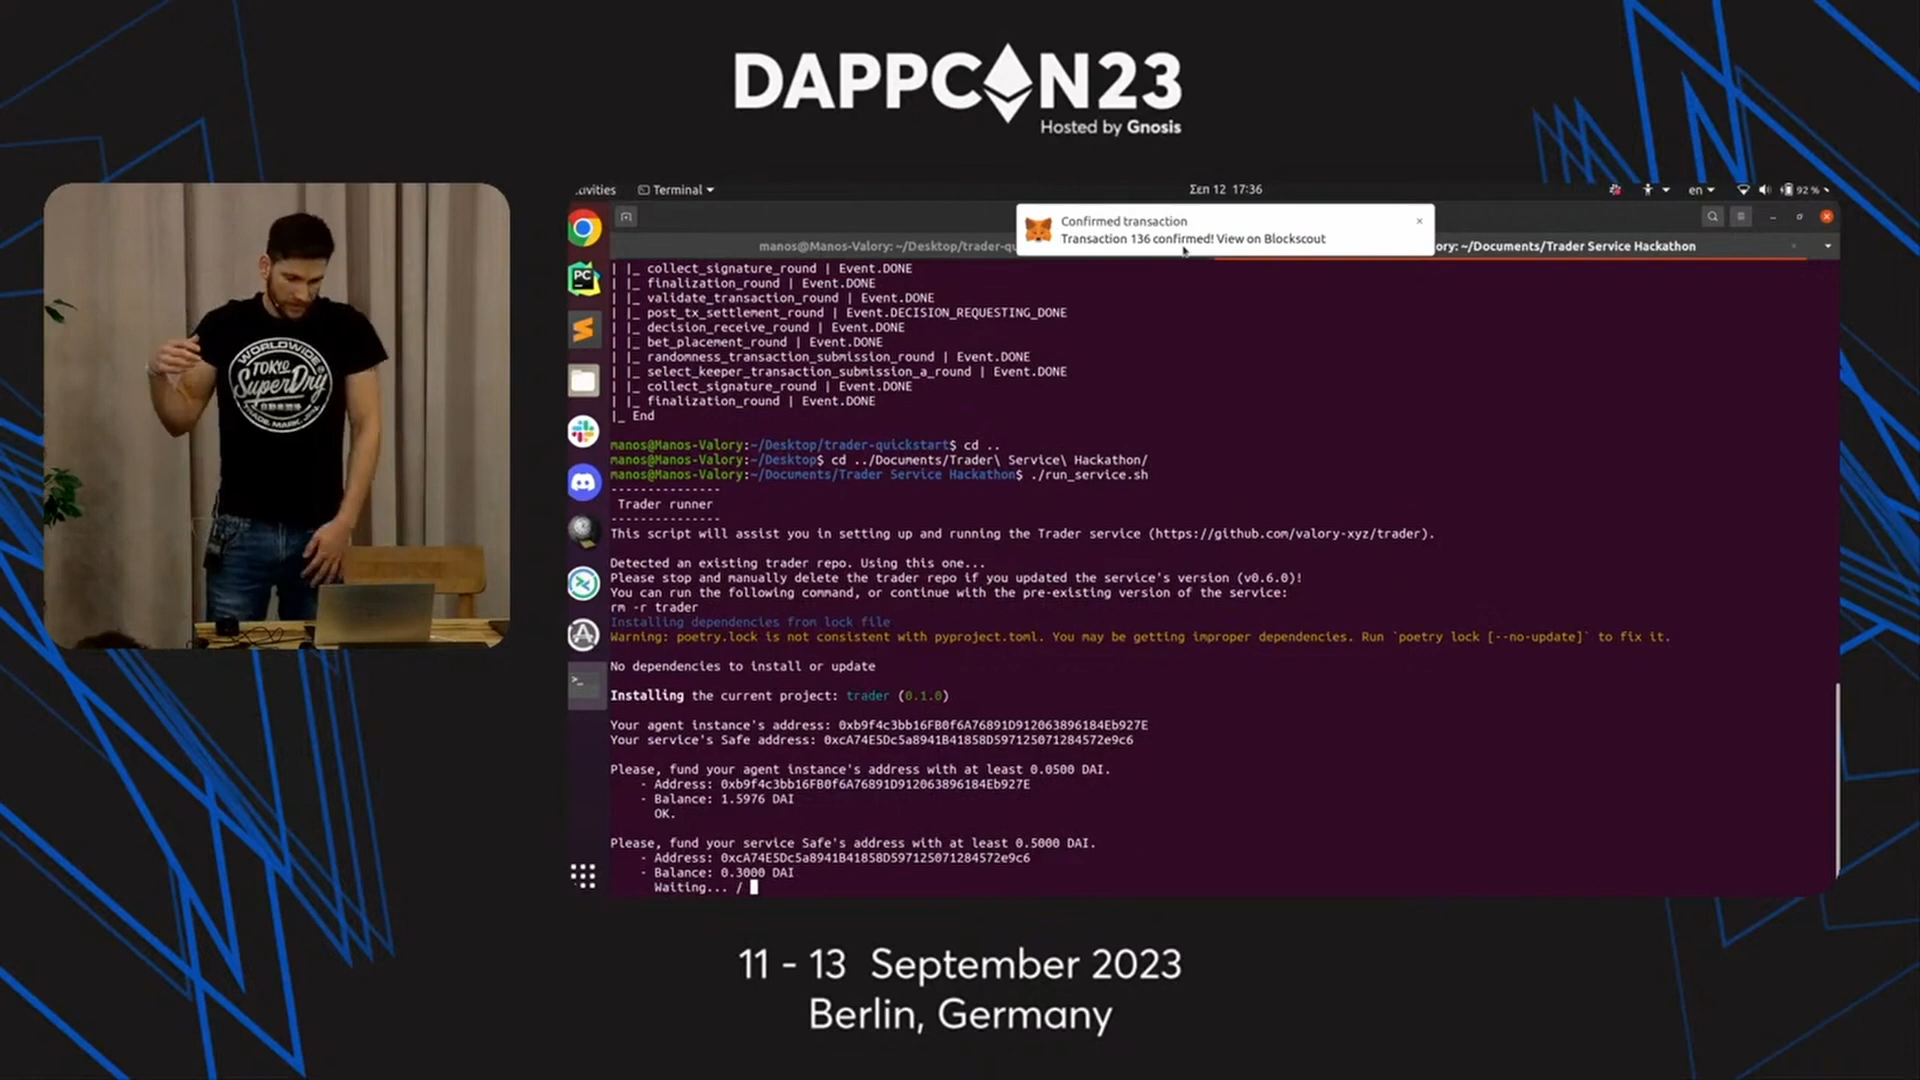 DAPPCON23
Hosted by Gnosis
WORLDWIDE
TOKYO
SuperDry
TRADE MARK
ivities
Terminal
Σεπ 12 17:36
en
92 %
Confirmed transaction
Transaction 136 confirmed! View on Blockscout
manos@Manos-Valory: ~/Desktop/trader-qu
ory: ~/Documents/Trader Service Hackathon
PC
| |_ collect_signature_round | Event.DONE
| |_ finalization_round | Event.DONE
| |_ validate_transaction_round | Event.DONE
| |_ post_tx_settlement_round | Event.DECISION_REQUESTING_DONE
| |_ decision_receive_round | Event.DONE
| |_ bet_placement_round | Event.DONE
| |_ randomness_transaction_submission_round | Event.DONE
| |_ select_keeper_transaction_submission_a_round | Event.DONE
| |_ collect_signature_round | Event.DONE
| |_ finalization_round | Event.DONE
|_ End
manos@Manos-Valory:~/Desktop/trader-quickstart$ cd ..
manos@Manos-Valory:~/Desktop$ cd ../Documents/Trader\ Service\ Hackathon/
manos@Manos-Valory:~/Documents/Trader Service Hackathon$ ./run_service.sh
---------------
Trader runner
---------------
This script will assist you in setting up and running the Trader service (https://github.com/valory-xyz/trader).
Detected an existing trader repo. Using this one...
Please stop and manually delete the trader repo if you updated the service's version (v0.6.0)!
You can run the following command, or continue with the pre-existing version of the service:
rm -r trader
Installing dependencies from lock file
Warning: poetry.lock is not consistent with pyproject.toml. You may be getting improper dependencies. Run `poetry lock [--no-update]` to fix it.
No dependencies to install or update
Installing the current project: trader (0.1.0)
Your agent instance's address: 0xb9f4c3bb16FB0f6A76891D912063896184Eb927E
Your service's Safe address: 0xcA74E5Dc5a8941B41858D597125071284572e9c6
Please, fund your agent instance's address with at least 0.0500 DAI.
- Address: 0xb9f4c3bb16FB0f6A76891D912063896184Eb927E
- Balance: 1.5976 DAI
OK.
Please, fund your service Safe's address with at least 0.5000 DAI.
- Address: 0xcA74E5Dc5a8941B41858D597125071284572e9c6
- Balance: 0.3000 DAI
Waiting... /
11 - 13 September 2023
Berlin, Germany